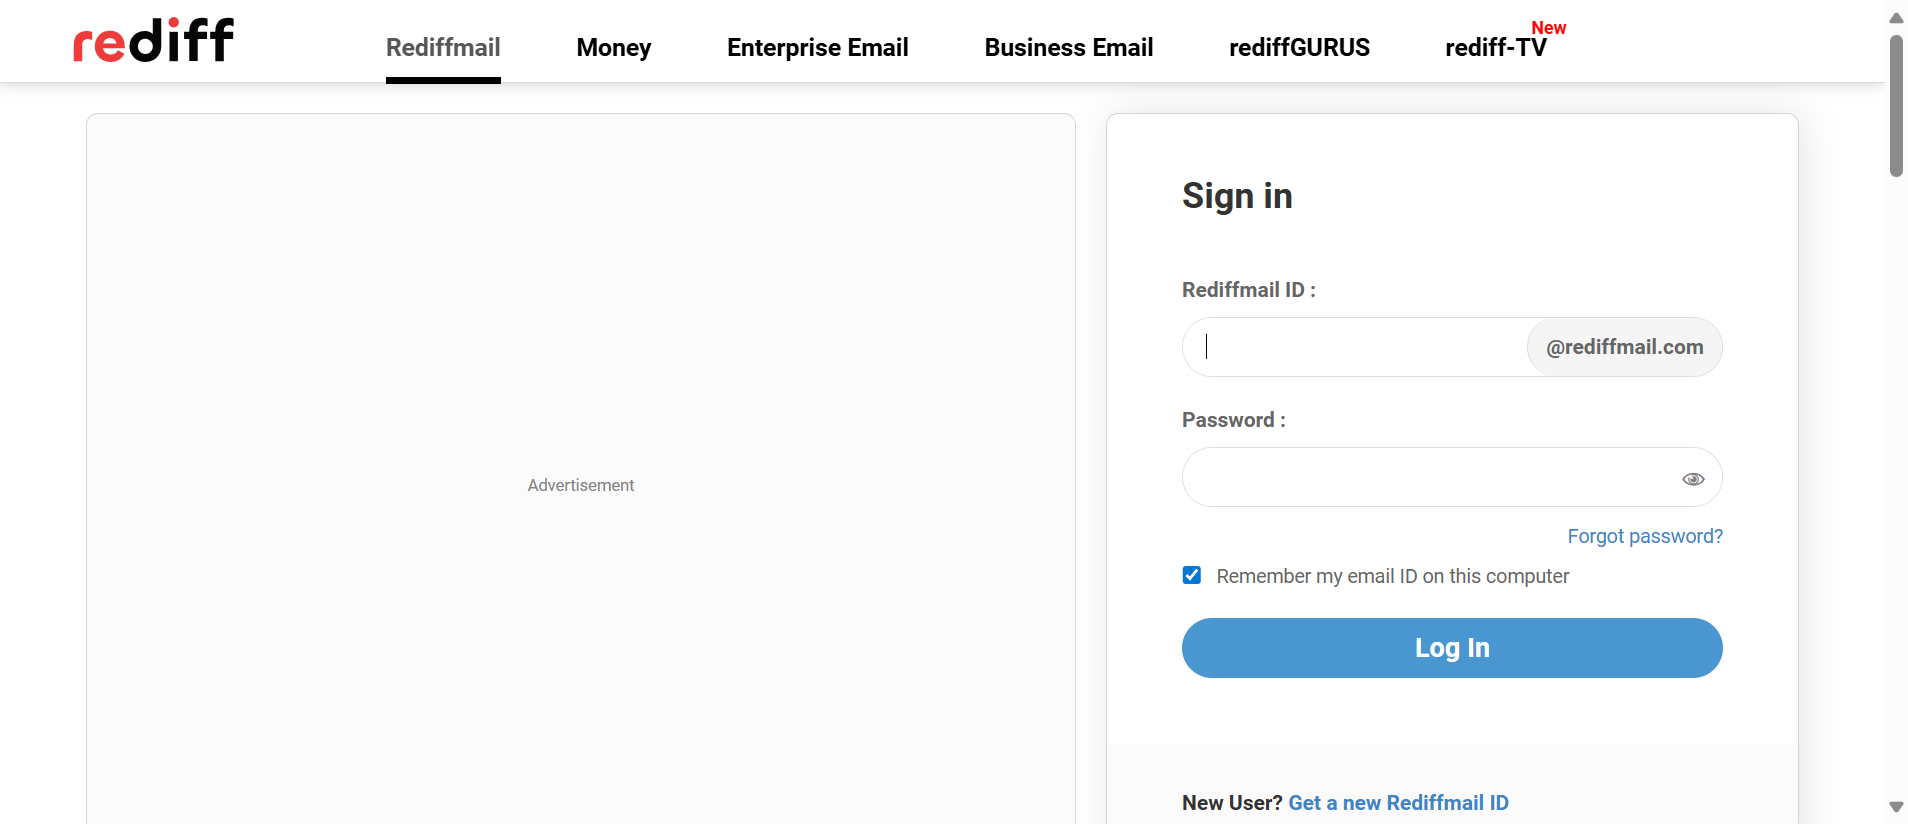 rediff
Rediffmail
Money
Enterprise Email
Business Email
rediffGURUS
rediff-TV
New
Advertisement
Sign in
Rediffmail ID :
@rediffmail.com
Password :
Forgot password?
Remember my email ID on this computer
Log In
New User? Get a new Rediffmail ID